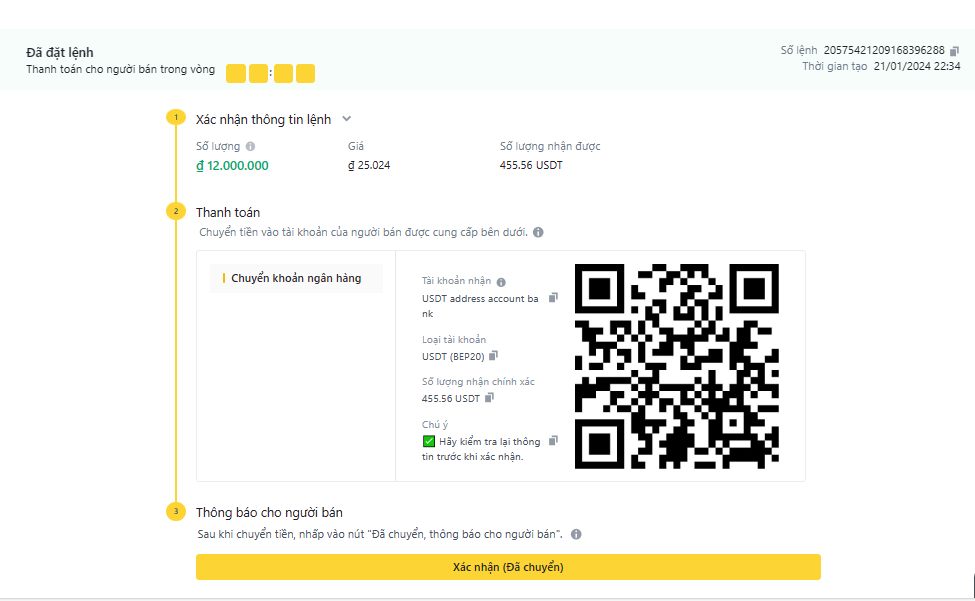 Đã đặt lệnh
Thanh toán cho người bán trong vòng
:
Số lệnh 20575421209168396288
Thời gian tạo 21/01/2024 22:34
1
Xác nhận thông tin lệnh
Số lượng
₫ 12.000.000
Giá
₫ 25.024
Số lượng nhận được
455.56 USDT
2
Thanh toán
Chuyển tiền vào tài khoản của người bán được cung cấp bên dưới.
Chuyển khoản ngân hàng
Tài khoản nhận
USDT address account ba
nk
Loại tài khoản
USDT (BEP20)
Số lượng nhận chính xác
455.56 USDT
Chú ý
✅ Hãy kiểm tra lại thông
tin trước khi xác nhận.
3
Thông báo cho người bán
Sau khi chuyển tiền, nhấp vào nút "Đã chuyển, thông báo cho người bán".
Xác nhận (Đã chuyển)